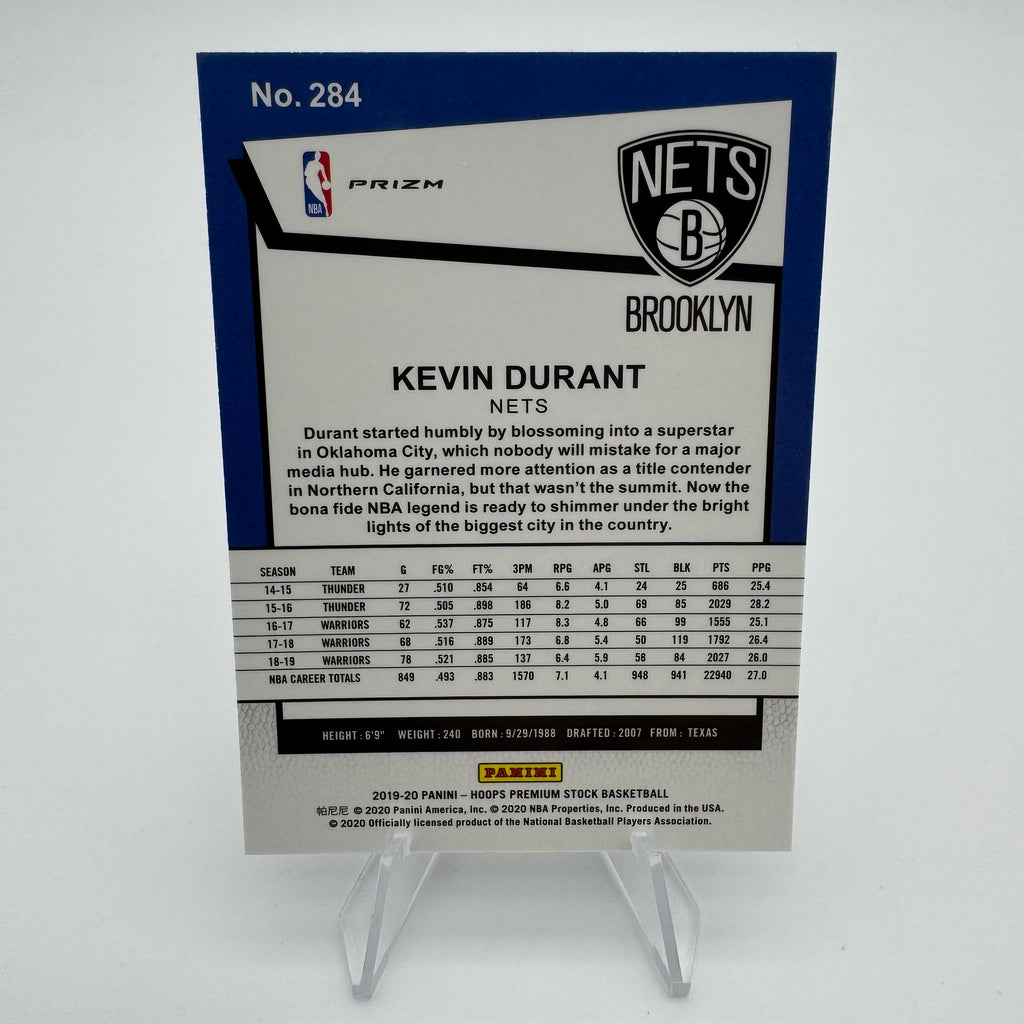 No. 284
NBA
PRIZM
NETS
B
BROOKLYN
KEVIN DURANT
NETS
Durant started humbly by blossoming into a superstar
in Oklahoma City, which nobody will mistake for a major
media hub. He garnered more attention as a title contender
in Northern California, but that wasn't the summit. Now the
bona fide NBA legend is ready to shimmer under the bright
lights of the biggest city in the country.
SEASON TEAM G FG% FT% 3PM RPG APG STL BLK PTS PPG
14-15 THUNDER 27 .510 .854 64 6.6 4.1 24 25 686 25.4
15-16 THUNDER 72 .505 .898 186 8.2 5.0 69 85 2029 28.2
16-17 WARRIORS 62 .537 .875 117 8.3 4.8 66 99 1555 25.1
17-18 WARRIORS 68 .516 .889 173 6.8 5.4 50 119 1792 26.4
18-19 WARRIORS 78 .521 .885 137 6.4 5.9 58 84 2027 26.0
NBA CAREER TOTALS 849 .493 .883 1570 7.1 4.1 948 941 22940 27.0
HEIGHT: 6'9" WEIGHT: 240 BORN: 9/29/1988 DRAFTED: 2007 FROM: TEXAS
PANINI
2019-20 PANINI – HOOPS PREMIUM STOCK BASKETBALL
帕尼尼 © 2020 Panini America, Inc. © 2020 NBA Properties, Inc. Produced in the USA.
© 2020 Officially licensed product of the National Basketball Players Association.